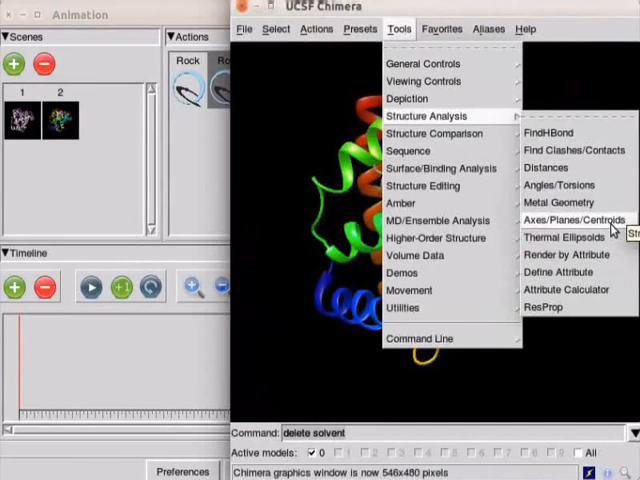 Animation
Scenes
Actions
1 2
Rock
Timeline
Preferences
UCSF Chimera
File Select Actions Presets Tools Favorites Aliases Help
General Controls
Viewing Controls
Depiction
Structure Analysis
Structure Comparison
Sequence
Surface/Binding Analysis
Structure Editing
Amber
MD/Ensemble Analysis
Higher-Order Structure
Volume Data
Demos
Movement
Utilities
Command Line
FindHBond
Find Clashes/Contacts
Distances
Angles/Torsions
Metal Geometry
Axes/Planes/Centroids
Thermal Ellipsoids
Render by Attribute
Define Attribute
Attribute Calculator
ResProp
Command: delete solvent
Active models: 0 1 2 3 4 5 6 7 8 9 All
Chimera graphics window is now 546x480 pixels